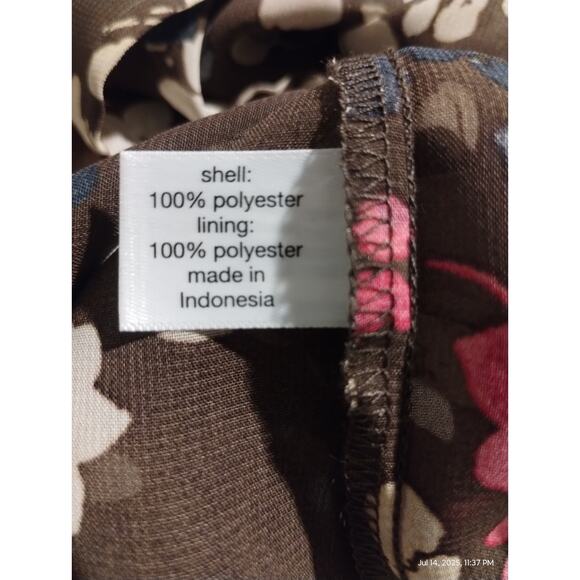 shell:
100% polyester
lining:
100% polyester
made in
Indonesia
Jul 14, 2025, 11:37 PM